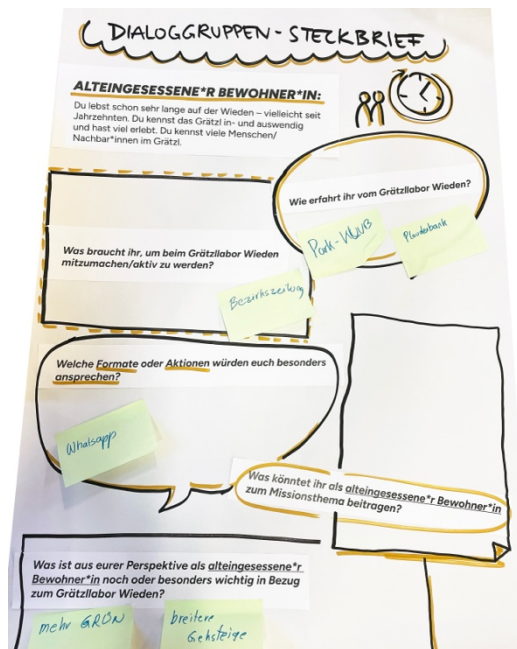 DIALOGGRUPPEN-STECKBRIEF
ALTEINGESESSENE*R BEWOHNER*IN:
Du lebst schon sehr lange auf der Wieden – vielleicht seit
Jahrzehnten. Du kennst das Grätzl in- und auswendig
und hast viel erlebt. Du kennst viele Menschen/
Nachbar*innen im Grätzl.
Wie erfahrt ihr vom Grätzllabor Wieden?
Park-
Plauderbank
Was braucht ihr, um beim Grätzllabor Wieden
mitzumachen/aktiv zu werden?
Bezirkszeitung
Welche Formate oder Aktionen würden euch besonders
ansprechen?
Whatsapp
Was könntet ihr als alteingesessene*r Bewohner*in
zum Missionsthema beitragen?
Was ist aus eurer Perspektive als alteingesessene*r
Bewohner*in noch oder besonders wichtig in Bezug
zum Grätzllabor Wieden?
mehr GRÜN
breitere
Gehsteige